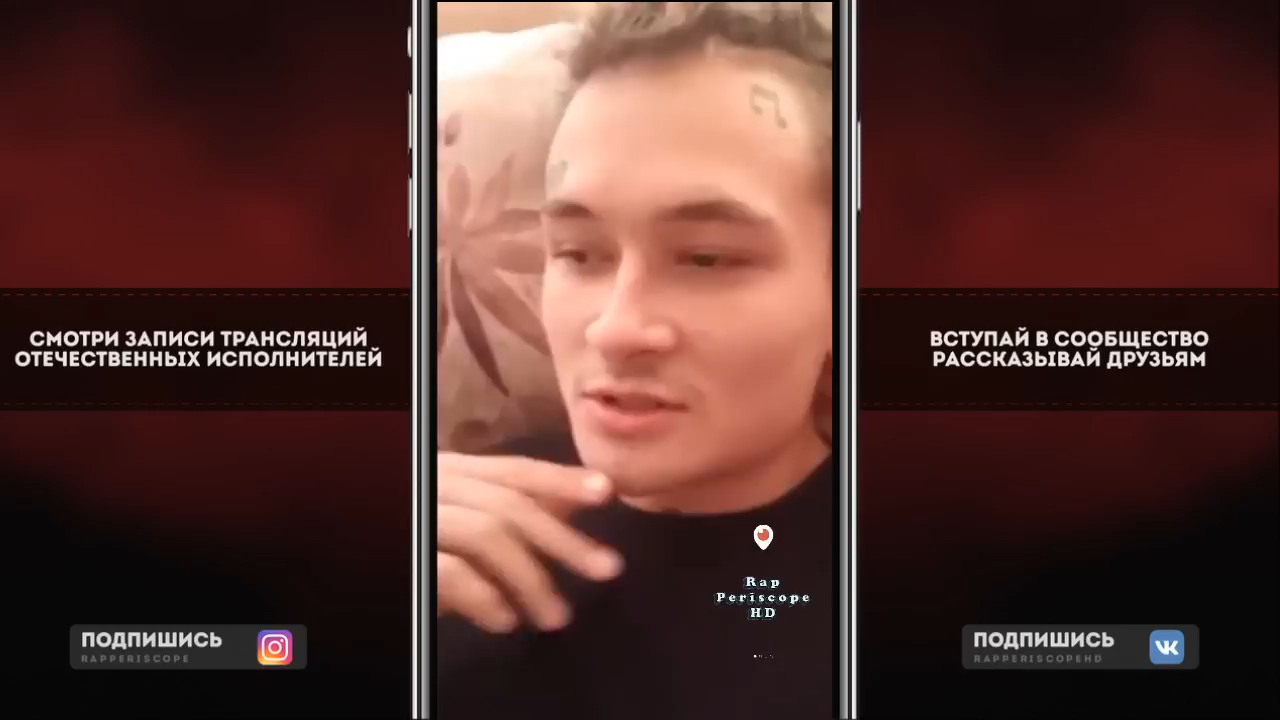 СМОТРИ ЗАПИСИ ТРАНСЛЯЦИЙ
ОТЕЧЕСТВЕННЫХ ИСПОЛНИТЕЛЕЙ
ПОДПИШИСЬ
RAPPERISCOPE
Rap
Periscope
HD
ВСТУПАЙ В СООБЩЕСТВО
РАССКАЗЫВАЙ ДРУЗЬЯМ
ПОДПИШИСЬ
RAPPERISCOPEHD